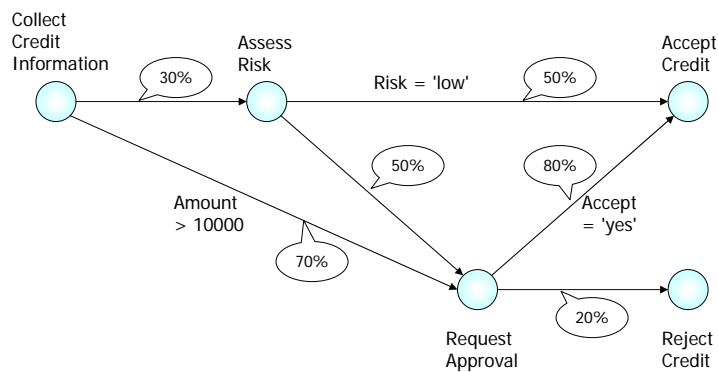 Collect
Credit
Information
30%
Assess
Risk
Risk = 'low'
50%
Accept
Credit
50%
80%
Amount
> 10000
Accept
= 'yes'
70%
20%
Request
Approval
Reject
Credit